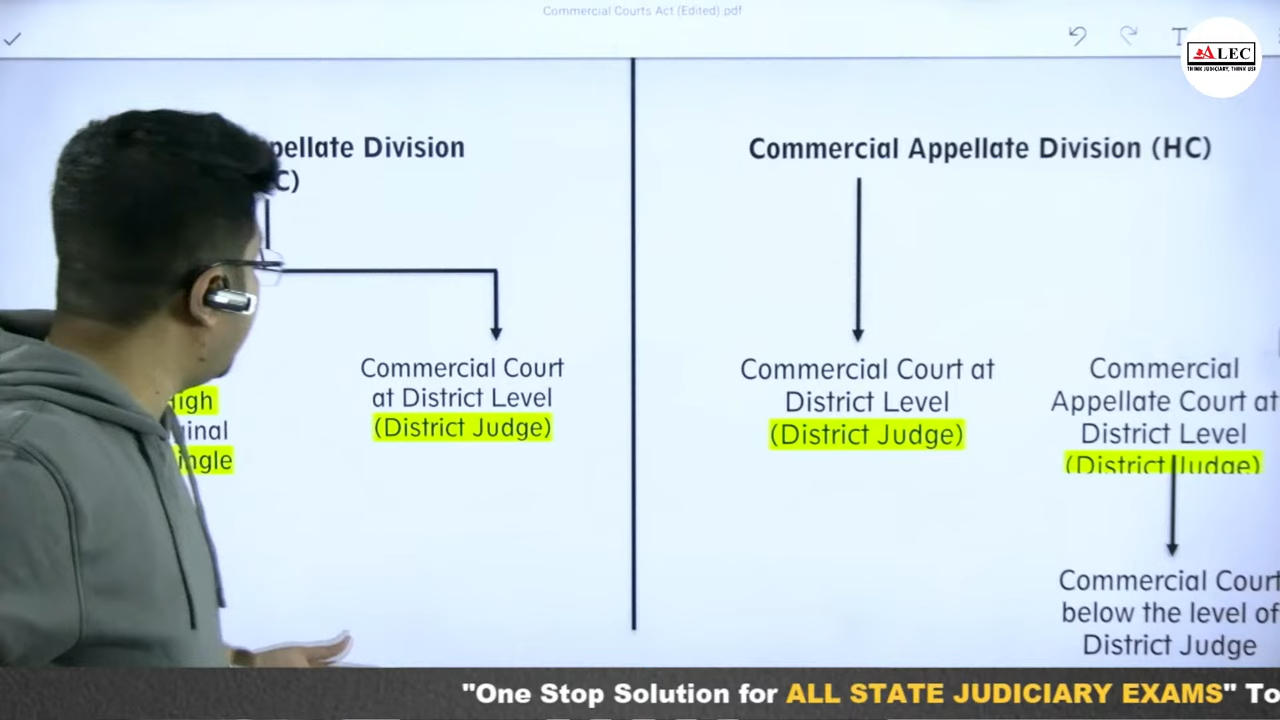 Commercial Courts Act (Edited).pdf
T
ALEC
THINK JUDICIARY, THINK US!
pellate Division
C)
Commercial Court
at District Level
(District Judge)
igh
inal
ingle
Commercial Appellate Division (HC)
Commercial Court at
District Level
(District Judge)
Commercial
Appellate Court at
District Level
(District Judge)
Commercial Court
below the level of
District Judge
"One Stop Solution for ALL STATE JUDICIARY EXAMS" To